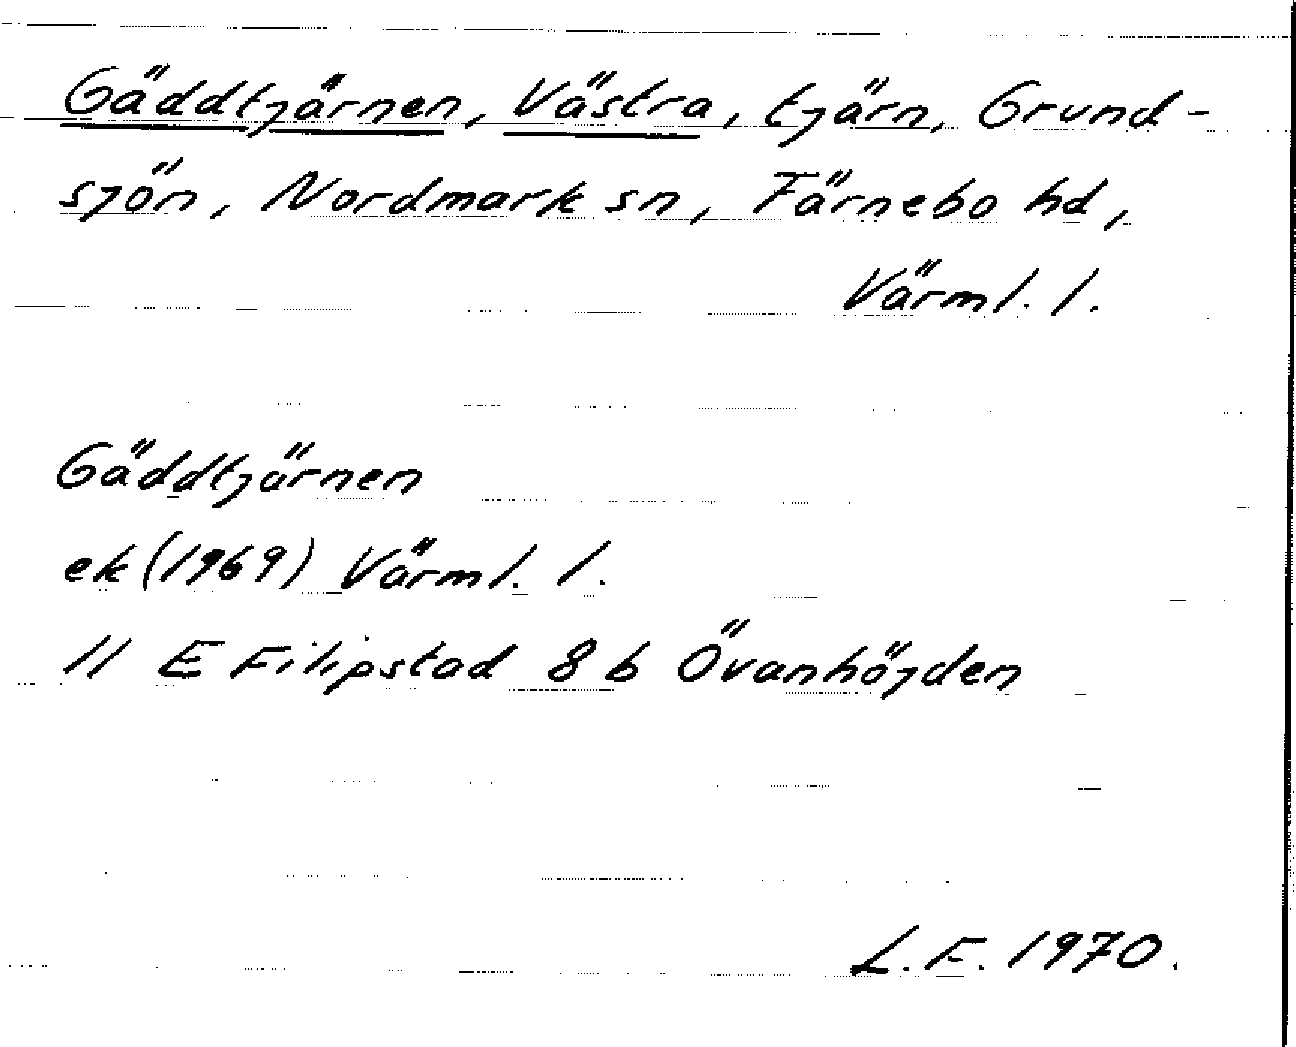 Gäddtjärnen, Västra, tjärn, Grund-
sjön, Nordmark sn, Färnebo hd,
Värml. l.
Gäddtjärnen
ek (1969) Värml. l.
11 E Filipstad 8 b Övanhöjden
L.E. 1970.